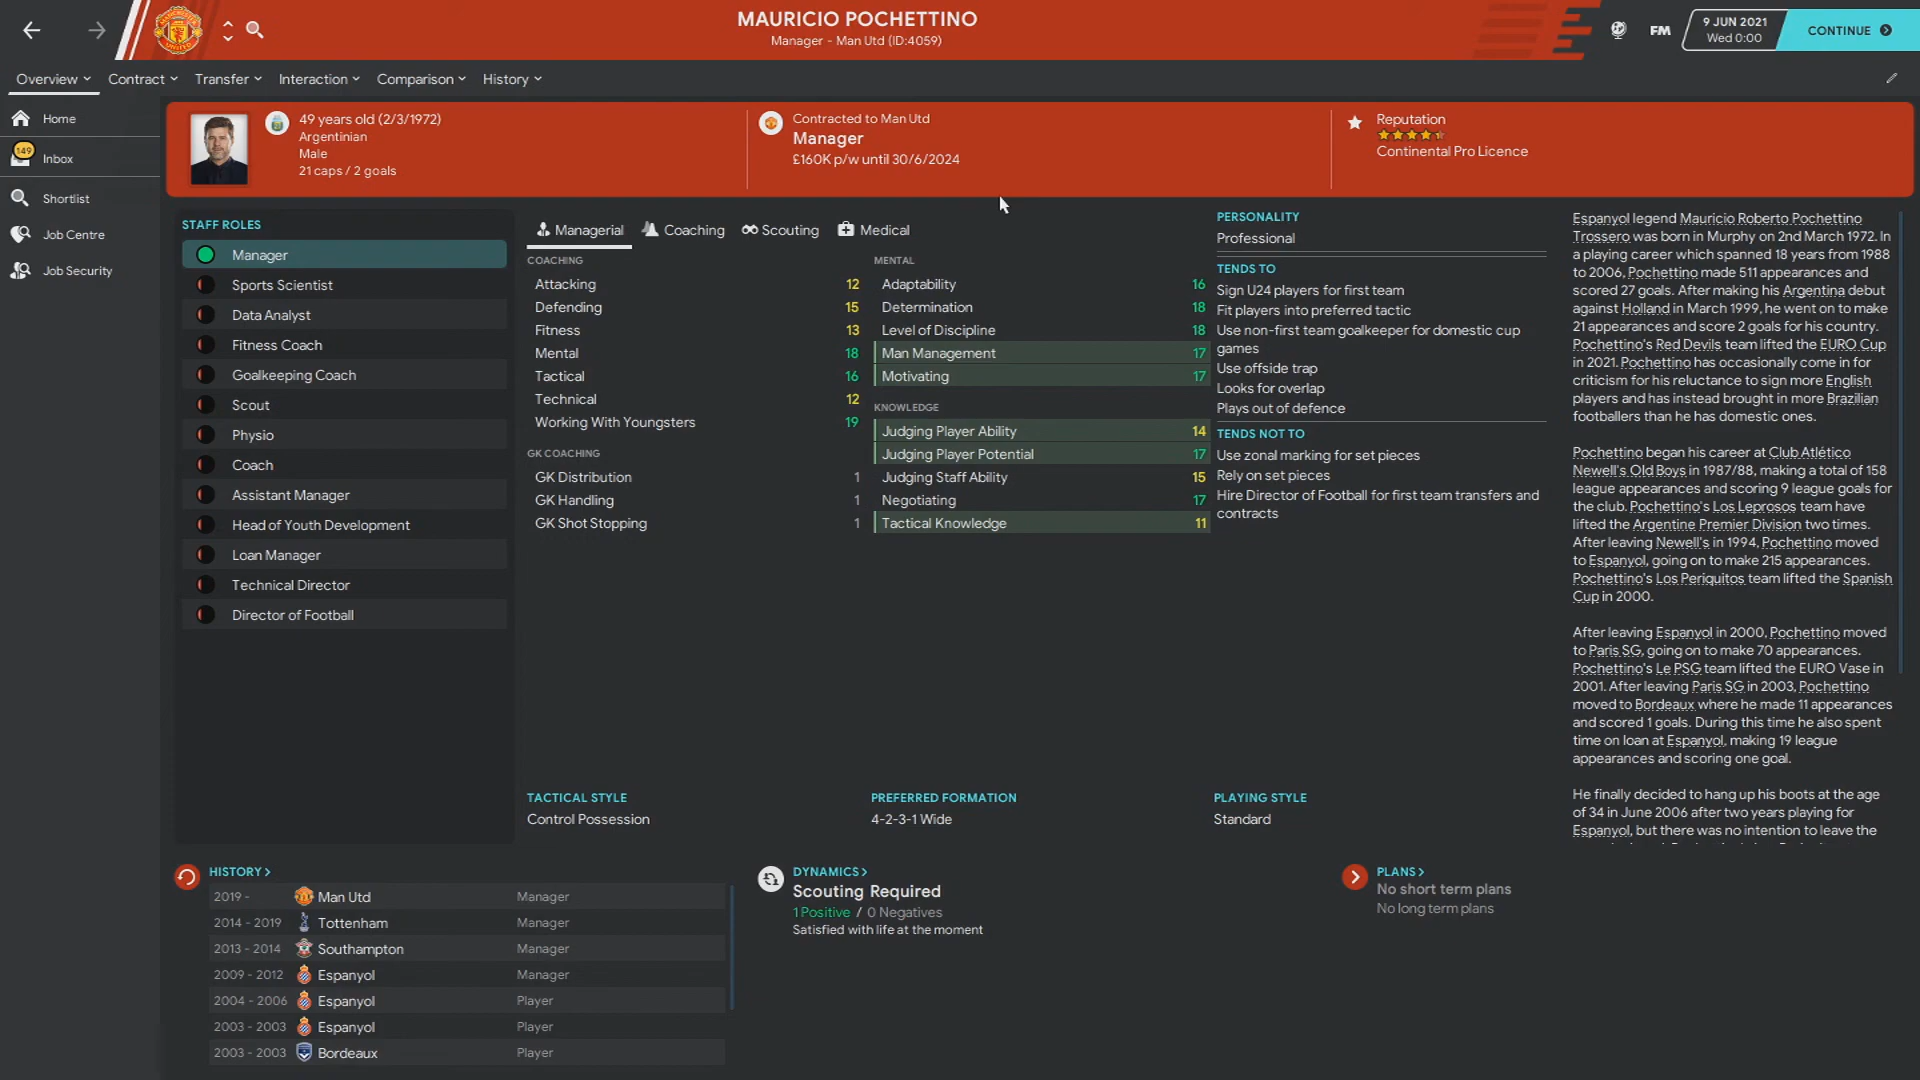 MAURICIO POCHETTINO
Manager - Man Utd (ID:4059)
FM
9 JUN 2021
Wed 0:00
CONTINUE
Overview
Contract
Transfer
Interaction
Comparison
History
Home
149
Inbox
Shortlist
Job Centre
Job Security
49 years old (2/3/1972)
Argentinian
Male
21 caps / 2 goals
Contracted to Man Utd
Manager
£160K p/w until 30/6/2024
Reputation
Continental Pro Licence
STAFF ROLES
Manager
Sports Scientist
Data Analyst
Fitness Coach
Goalkeeping Coach
Scout
Physio
Coach
Assistant Manager
Head of Youth Development
Loan Manager
Technical Director
Director of Football
Managerial
Coaching
Scouting
Medical
COACHING
Attacking 12
Defending 15
Fitness 13
Mental 18
Tactical 16
Technical 12
Working With Youngsters 19
GK COACHING
GK Distribution 1
GK Handling 1
GK Shot Stopping 1
MENTAL
Adaptability 16
Determination 18
Level of Discipline 18
Man Management 17
Motivating 17
KNOWLEDGE
Judging Player Ability 14
Judging Player Potential 17
Judging Staff Ability 15
Negotiating 17
Tactical Knowledge 11
PERSONALITY
Professional
TENDS TO
Sign U24 players for first team
Fit players into preferred tactic
Use non-first team goalkeeper for domestic cup
games
Use offside trap
Looks for overlap
Plays out of defence
TENDS NOT TO
Use zonal marking for set pieces
Rely on set pieces
Hire Director of Football for first team transfers and
contracts
Espanyol legend Mauricio Roberto Pochettino
Trossero was born in Murphy on 2nd March 1972. In
a playing career which spanned 18 years from 1988
to 2006, Pochettino made 511 appearances and
scored 27 goals. After making his Argentina debut
against Holland in March 1999, he went on to make
21 appearances and score 2 goals for his country.
Pochettino's Red Devils team lifted the EURO Cup
in 2021. Pochettino has occasionally come in for
criticism for his reluctance to sign more English
players and has instead brought in more Brazilian
footballers than he has domestic ones.
Pochettino began his career at Club Atlético
Newell's Old Boys in 1987/88, making a total of 158
league appearances and scoring 9 league goals for
the club. Pochettino's Los Leprosos team have
lifted the Argentine Premier Division two times.
After leaving Newell's in 1994, Pochettino moved
to Espanyol, going on to make 215 appearances.
Pochettino's Los Periquitos team lifted the Spanish
Cup in 2000.
After leaving Espanyol in 2000, Pochettino moved
to Paris SG, going on to make 70 appearances.
Pochettino's Le PSG team lifted the EURO Vase in
2001. After leaving Paris SG in 2003, Pochettino
moved to Bordeaux where he made 11 appearances
and scored 1 goals. During this time he also spent
time on loan at Espanyol, making 19 league
appearances and scoring one goal.
He finally decided to hang up his boots at the age
of 34 in June 2006 after two years playing for
Espanyol, but there was no intention to leave the
TACTICAL STYLE
Control Possession
PREFERRED FORMATION
4-2-3-1 Wide
PLAYING STYLE
Standard
HISTORY >
2019 - Man Utd Manager
2014 - 2019 Tottenham Manager
2013 - 2014 Southampton Manager
2009 - 2012 Espanyol Manager
2004 - 2006 Espanyol Player
2003 - 2003 Espanyol Player
2003 - 2003 Bordeaux Player
DYNAMICS >
Scouting Required
1 Positive / 0 Negatives
Satisfied with life at the moment
PLANS >
No short term plans
No long term plans